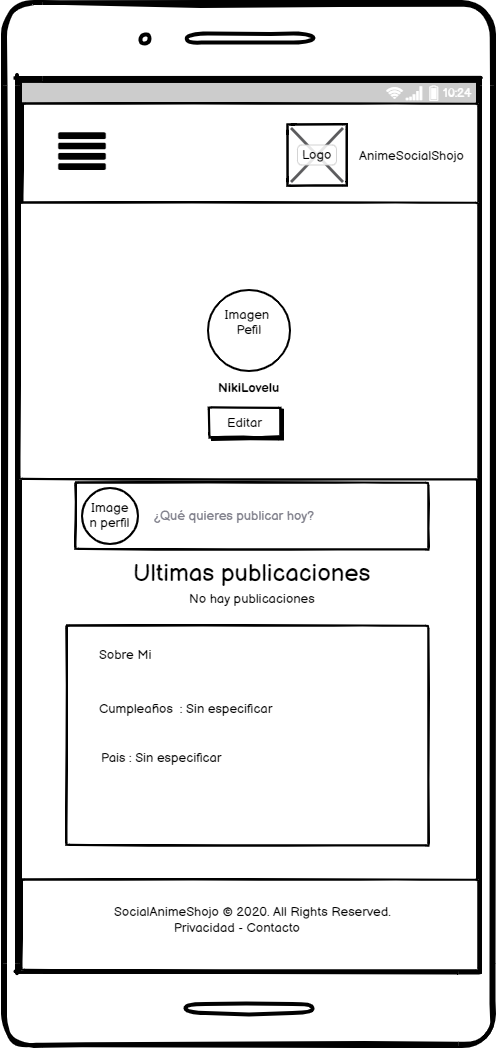 10:24
Logo
AnimeSocialShojo
Imagen
Pefil
NikiLovelu
Editar
Image
n perfil
¿Qué quieres publicar hoy?
Ultimas publicaciones
No hay publicaciones
Sobre Mi
Cumpleaños : Sin especificar
Pais : Sin especificar
SocialAnimeShojo © 2020. All Rights Reserved.
Privacidad - Contacto